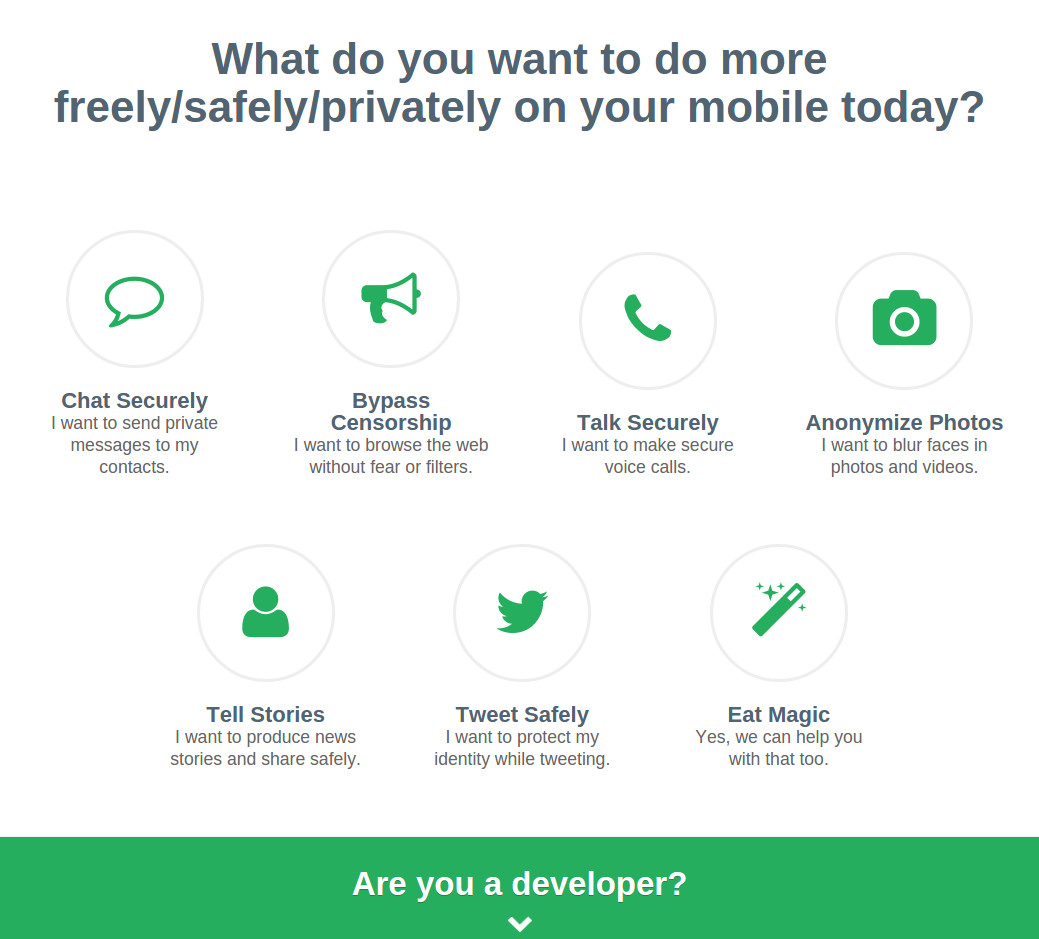 What do you want to do more
freely/safely/privately on your mobile today?
Chat Securely
I want to send private
messages to my
contacts.
Bypass
Censorship
I want to browse the web
without fear or filters.
Talk Securely
I want to make secure
voice calls.
Anonymize Photos
I want to blur faces in
photos and videos.
Tell Stories
I want to produce news
stories and share safely.
Tweet Safely
I want to protect my
identity while tweeting.
Eat Magic
Yes, we can help you
with that too.
Are you a developer?